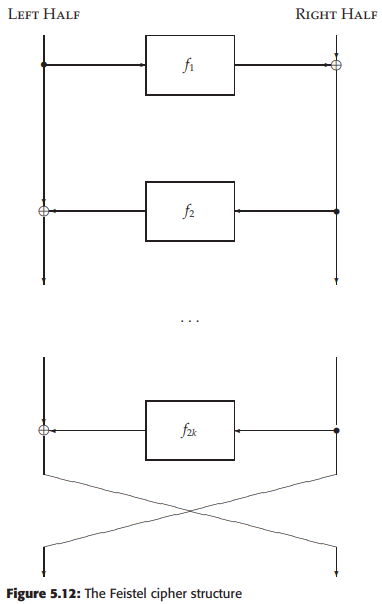 LEFT HALF RIGHT HALF
f1
f2
...
f2k
Figure 5.12: The Feistel cipher structure